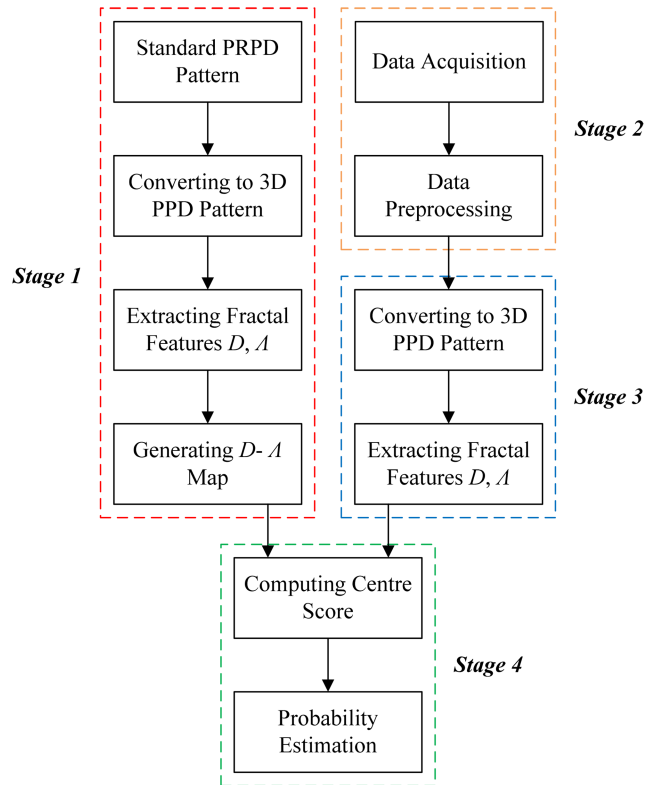 Standard PRPD
Pattern
Converting to 3D
PPD Pattern
Extracting Fractal
Features D, Λ
Generating D- Λ
Map
Stage 1
Data Acquisition
Data
Preprocessing
Stage 2
Converting to 3D
PPD Pattern
Extracting Fractal
Features D, Λ
Stage 3
Computing Centre
Score
Probability
Estimation
Stage 4